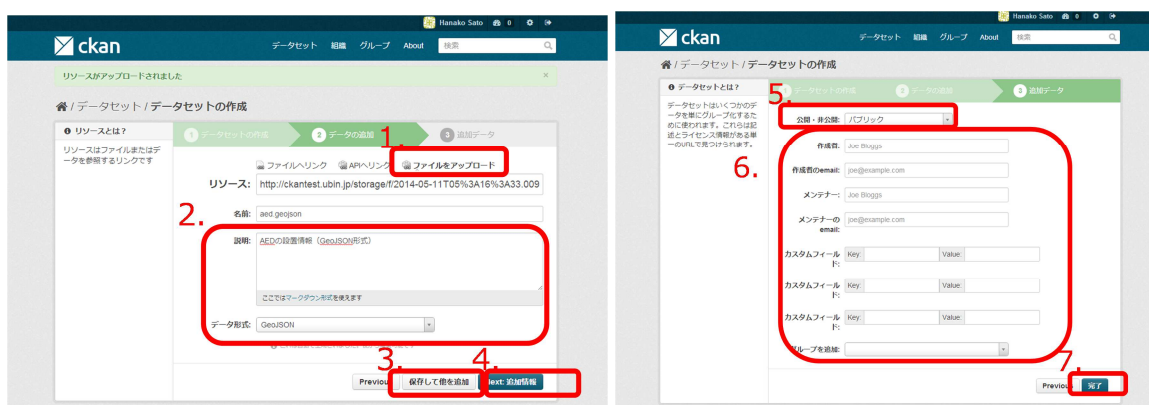 Hanako Sato 0
ckan
データセット 組織 グループ About 検索
リソースがアップロードされました ×
/ データセット / データセットの作成
リソースとは？
リソースはファイルまたはデータを参照するリンクです
1 データセットの作成 2 データの追加 3 追加データ
1.
ファイルへリンク APIへリンク ファイルをアップロード
リソース: http://ckantest.ubin.jp/storage/f/2014-05-11T05%3A16%3A33.009
2.
名前: aed.geojson
説明: AEDの設置情報（GeoJSON形式）
ここではマークダウン形式を使えます
データ形式: GeoJSON
3. 4.
Previous 保存して他を追加 Next: 追加情報
Hanako Sato 0
ckan
データセット 組織 グループ About 検索
/ データセット / データセットの作成
データセットとは？
データセットはいくつかのデ
ータを単にグループ化するた
めに使われます。これらは記
述とライセンス情報がある単
一のURLで見つけられます。
1 データセットの作成 2 データの追加 3 追加データ
5.
公開・非公開: パブリック
6.
作成者: Joe Bloggs
作成者のemail: joe@example.com
メンテナー: Joe Bloggs
メンテナーの
email: joe@example.com
カスタムフィール
ド: Key: Value:
カスタムフィール
ド: Key: Value:
カスタムフィール
ド: Key: Value:
グループを追加:
7.
Previous 完了